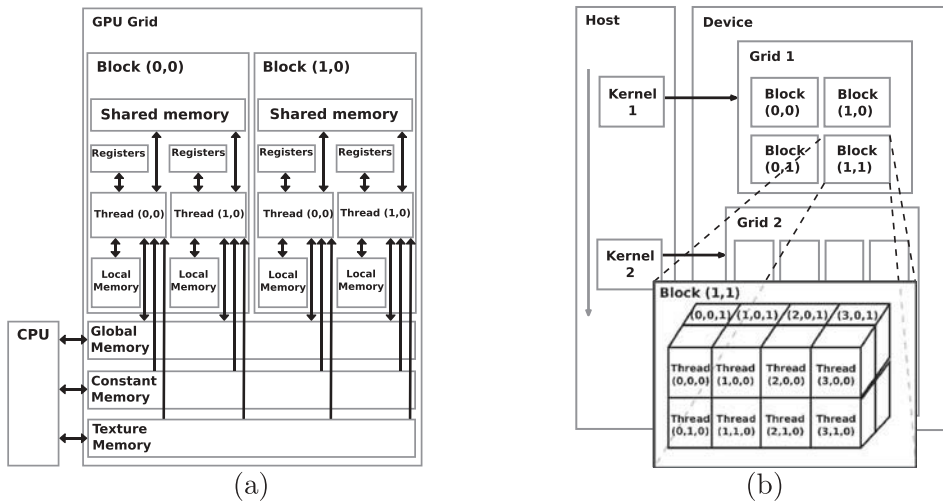 GPU Grid
Block (0,0)
Shared memory
Registers
Registers
Thread (0,0)
Thread (1,0)
Local
Memory
Local
Memory
Block (1,0)
Shared memory
Registers
Registers
Thread (0,0)
Thread (1,0)
Local
Memory
Local
Memory
CPU
Global
Memory
Constant
Memory
Texture
Memory
(a)
Host
Device
Kernel
1
Grid 1
Block
(0,0)
Block
(1,0)
Block
(0,1)
Block
(1,1)
Kernel
2
Grid 2
Block (1,1)
(0,0,1)
(1,0,1)
(2,0,1)
(3,0,1)
Thread
(0,0,0)
Thread
(1,0,0)
Thread
(2,0,0)
Thread
(3,0,0)
Thread
(0,1,0)
Thread
(1,1,0)
Thread
(2,1,0)
Thread
(3,1,0)
(b)